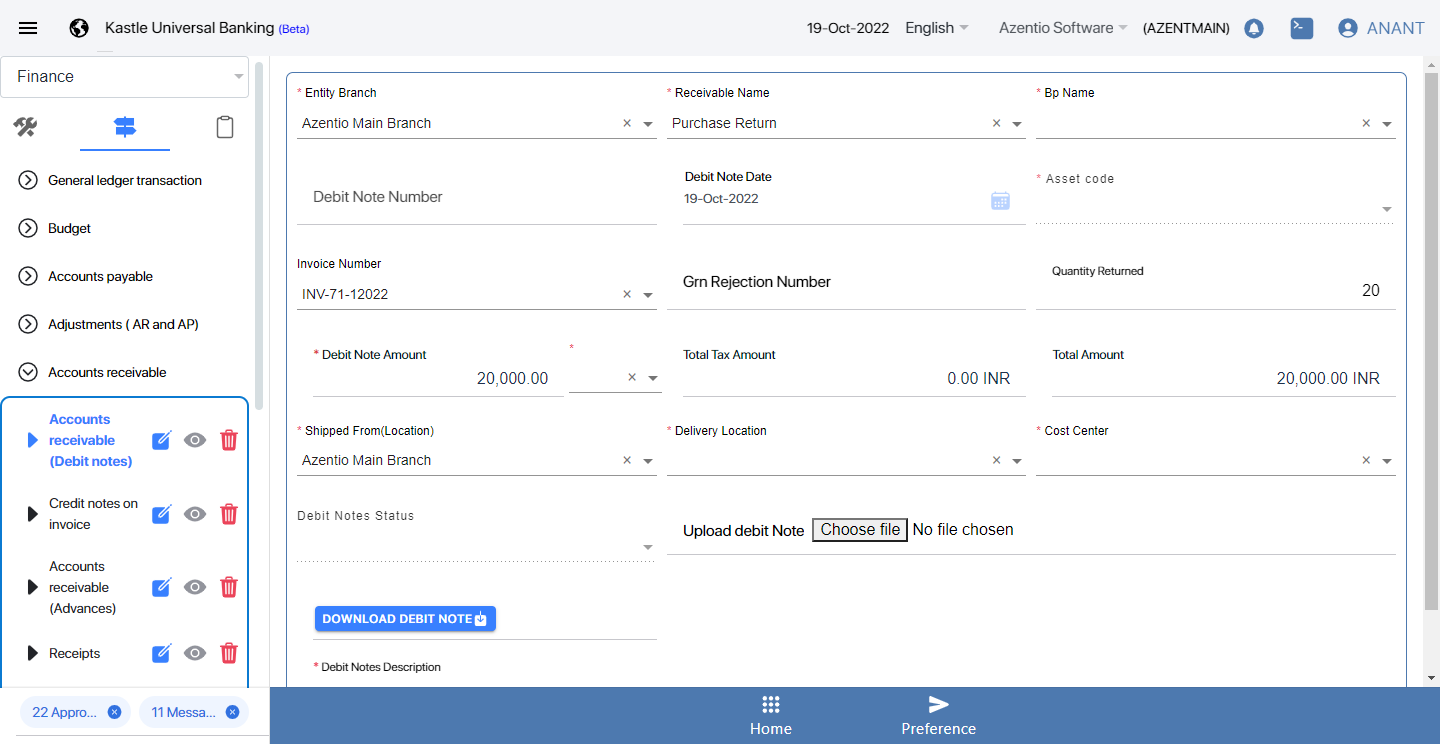 Kastle Universal Banking (Beta)
19-Oct-2022 English Azentio Software (AZENTMAIN) ANANT
Finance
General ledger transaction
Budget
Accounts payable
Adjustments ( AR and AP)
Accounts receivable
Accounts
receivable
(Debit notes)
Credit notes on
invoice
Accounts
receivable
(Advances)
Receipts
22 Appro... 11 Messa...
* Entity Branch * Receivable Name * Bp Name
Azentio Main Branch × Purchase Return × ×
Debit Note Number
Debit Note Date
19-Oct-2022
* Asset code
Invoice Number
INV-71-12022 ×
Grn Rejection Number
Quantity Returned
20
* Debit Note Amount * Total Tax Amount Total Amount
20,000.00 × 0.00 INR 20,000.00 INR
* Shipped From(Location) * Delivery Location * Cost Center
Azentio Main Branch × × ×
Debit Notes Status
Upload debit Note Choose file No file chosen
DOWNLOAD DEBIT NOTE
* Debit Notes Description
Home Preference